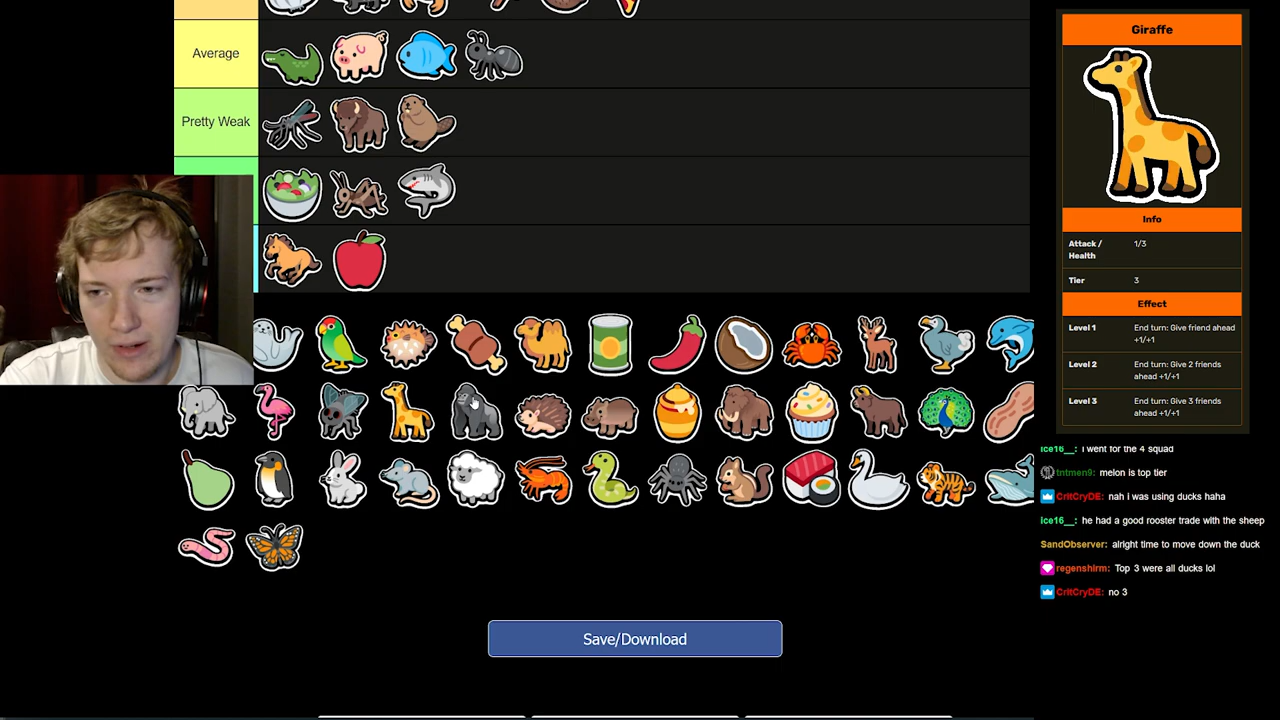 Average
Pretty Weak
Save/Download
Giraffe
Info
Attack / Health 1/3
Tier 3
Effect
Level 1 End turn: Give friend ahead
+1/+1
Level 2 End turn: Give 2 friends
ahead +1/+1
Level 3 End turn: Give 3 friends
ahead +1/+1
ice16__: i went for the 4 squad
tntmen9: melon is top tier
CritCryDE: nah i was using ducks haha
ice16__: he had a good rooster trade with the sheep
SandObserver: alright time to move down the duck
regenshirm: Top 3 were all ducks lol
CritCryDE: no 3